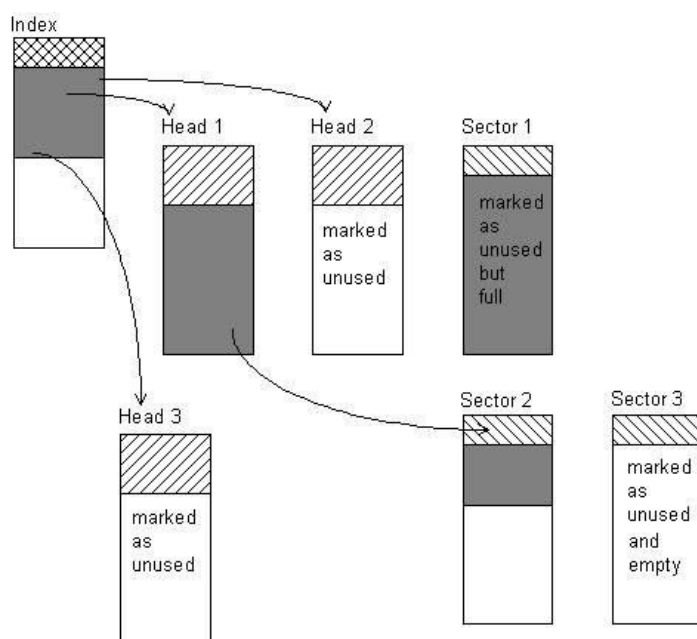 Index
Head 1
Head 2
Sector 1
marked
as
unused
marked
as
unused
but
full
Head 3
Sector 2
Sector 3
marked
as
unused
marked
as
unused
and
empty